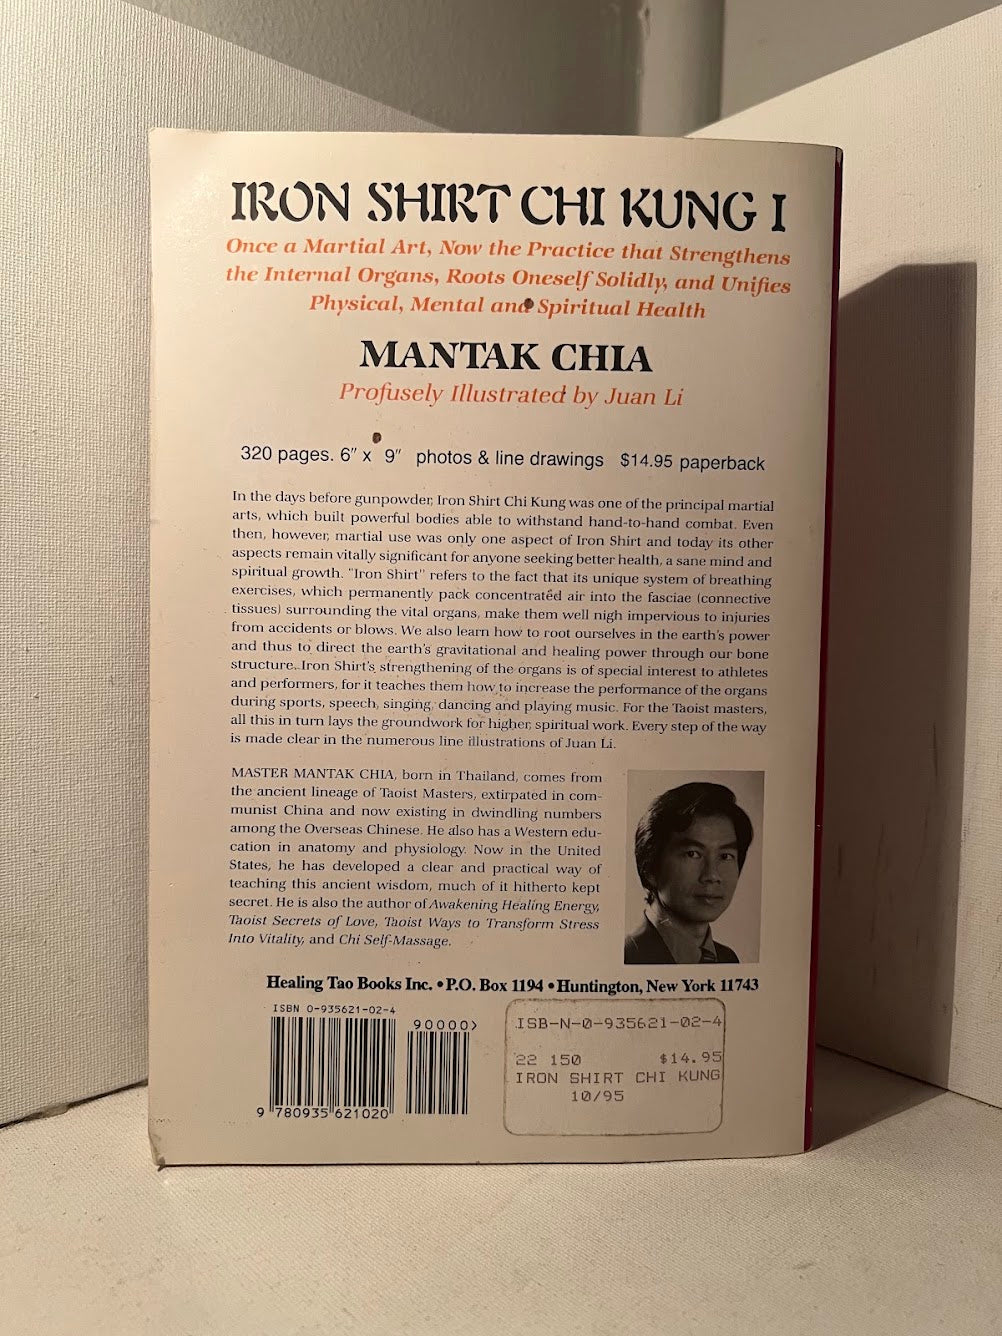 IRON SHIRT CHI KUNG I
Once a Martial Art, Now the Practice that Strengthens
the Internal Organs, Roots Oneself Solidly, and Unifies
Physical, Mental and Spiritual Health
MANTAK CHIA
Profusely Illustrated by Juan Li
320 pages. 6" x 9" photos & line drawings $14.95 paperback
In the days before gunpowder, Iron Shirt Chi Kung was one of the principal martial
arts, which built powerful bodies able to withstand hand-to-hand combat. Even
then, however, martial use was only one aspect of Iron Shirt and today its other
aspects remain vitally significant for anyone seeking better health, a sane mind and
spiritual growth. "Iron Shirt" refers to the fact that its unique system of breathing
exercises, which permanently pack concentrated air into the fasciae (connective
tissues) surrounding the vital organs, make them well nigh impervious to injuries
from accidents or blows. We also learn how to root ourselves in the earth's power
and thus to direct the earth's gravitational and healing power through our bone
structure. Iron Shirt's strengthening of the organs is of special interest to athletes
and performers, for it teaches them how to increase the performance of the organs
during sports, speech, singing, dancing and playing music. For the Taoist masters,
all this in turn lays the groundwork for higher, spiritual work. Every step of the way
is made clear in the numerous line illustrations of Juan Li.
MASTER MANTAK CHIA, born in Thailand, comes from
the ancient lineage of Taoist Masters, extirpated in com-
munist China and now existing in dwindling numbers
among the Overseas Chinese. He also has a Western edu-
cation in anatomy and physiology. Now in the United
States, he has developed a clear and practical way of
teaching this ancient wisdom, much of it hitherto kept
secret. He is also the author of Awakening Healing Energy,
Taoist Secrets of Love, Taoist Ways to Transform Stress
Into Vitality, and Chi Self-Massage.
Healing Tao Books Inc. • P.O. Box 1194 • Huntington, New York 11743
ISBN 0-935621-02-4
90000>
9 780935 621020
ISB-N-0-935621-02-4
22 150 $14.95
IRON SHIRT CHI KUNG
10/95